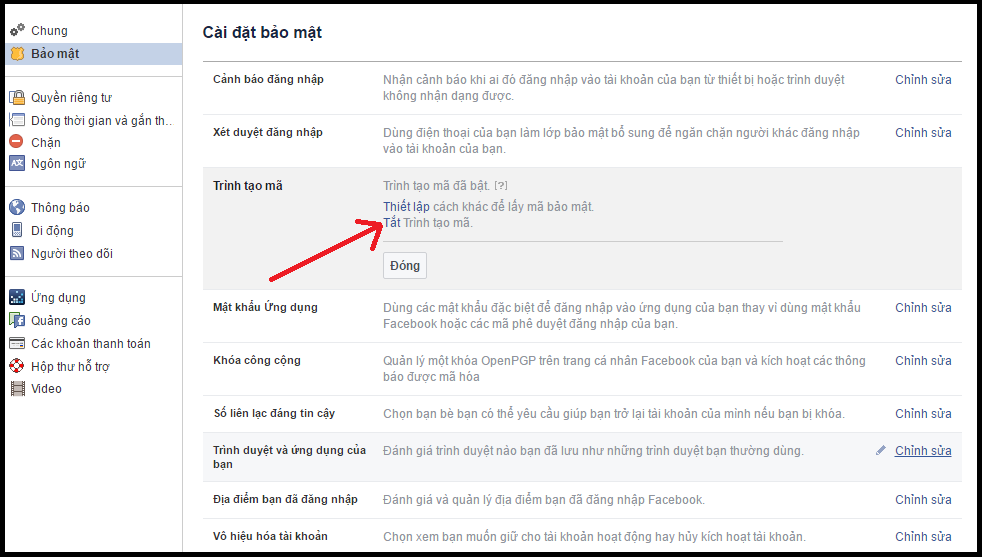 Chung
Bảo mật
Quyền riêng tư
Dòng thời gian và gắn th..
Chặn
Ngôn ngữ
Thông báo
Di động
Người theo dõi
Ứng dụng
Quảng cáo
Các khoản thanh toán
Hộp thư hỗ trợ
Video
Cài đặt bảo mật
Cảnh báo đăng nhập
Nhận cảnh báo khi ai đó đăng nhập vào tài khoản của bạn từ thiết bị hoặc trình duyệt
không nhận dạng được.
Chỉnh sửa
Xét duyệt đăng nhập
Dùng điện thoại của bạn làm lớp bảo mật bổ sung để ngăn chặn người khác đăng nhập
vào tài khoản của bạn.
Chỉnh sửa
Trình tạo mã
Trình tạo mã đã bật. [?]
Thiết lập cách khác để lấy mã bảo mật.
Tắt Trình tạo mã.
Đóng
Mật khẩu Ứng dụng
Dùng các mật khẩu đặc biệt để đăng nhập vào ứng dụng của bạn thay vì dùng mật khẩu
Facebook hoặc các mã phê duyệt đăng nhập của bạn.
Chỉnh sửa
Khóa công cộng
Quản lý một khóa OpenPGP trên trang cá nhân Facebook của bạn và kích hoạt các thông
báo được mã hóa
Chỉnh sửa
Số liên lạc đáng tin cậy
Chọn bạn bè bạn có thể yêu cầu giúp bạn trở lại tài khoản của mình nếu bạn bị khóa.
Chỉnh sửa
Trình duyệt và ứng dụng của
bạn
Đánh giá trình duyệt nào bạn đã lưu như những trình duyệt bạn thường dùng.
Chỉnh sửa
Địa điểm bạn đã đăng nhập
Đánh giá và quản lý địa điểm bạn đã đăng nhập Facebook.
Chỉnh sửa
Vô hiệu hóa tài khoản
Chọn xem bạn muốn giữ cho tài khoản hoạt động hay hủy kích hoạt tài khoản.
Chỉnh sửa